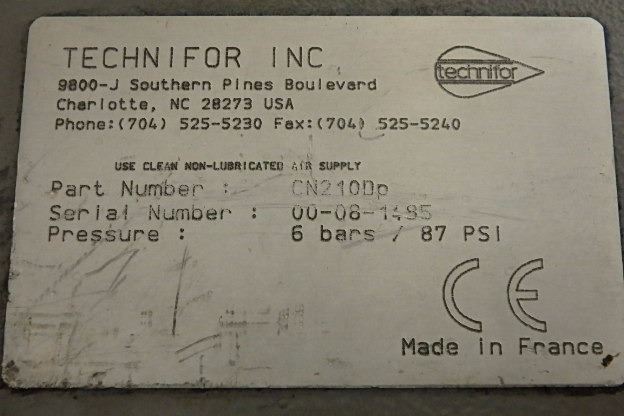 TECHNIFOR INC
technifor
9800-J Southern Pines Boulevard
Charlotte, NC 28273 USA
Phone:(704) 525-5230 Fax:(704) 525-5240
USE CLEAN NON-LUBRICATED AIR SUPPLY
Part Number : CN210Dp
Serial Number : 00-08-1495
Pressure : 6 bars / 87 PSI
CE
Made in France